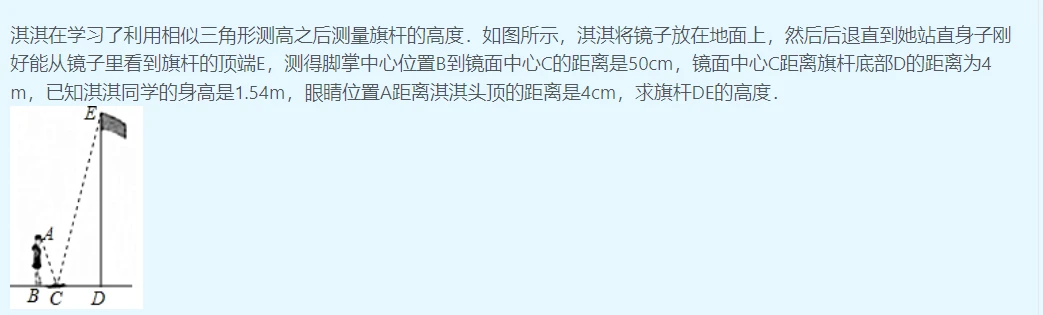 淇淇在学习了利用相似三角形测高之后测量旗杆的高度．如图所示，淇淇将镜子放在地面上，然后后退直到她站直身子刚
好能从镜子里看到旗杆的顶端E，测得脚掌中心位置B到镜面中心C的距离是50cm，镜面中心C距离旗杆底部D的距离为4
m，已知淇淇同学的身高是1.54m，眼睛位置A距离淇淇头顶的距离是4cm，求旗杆DE的高度．
E
A
B C D